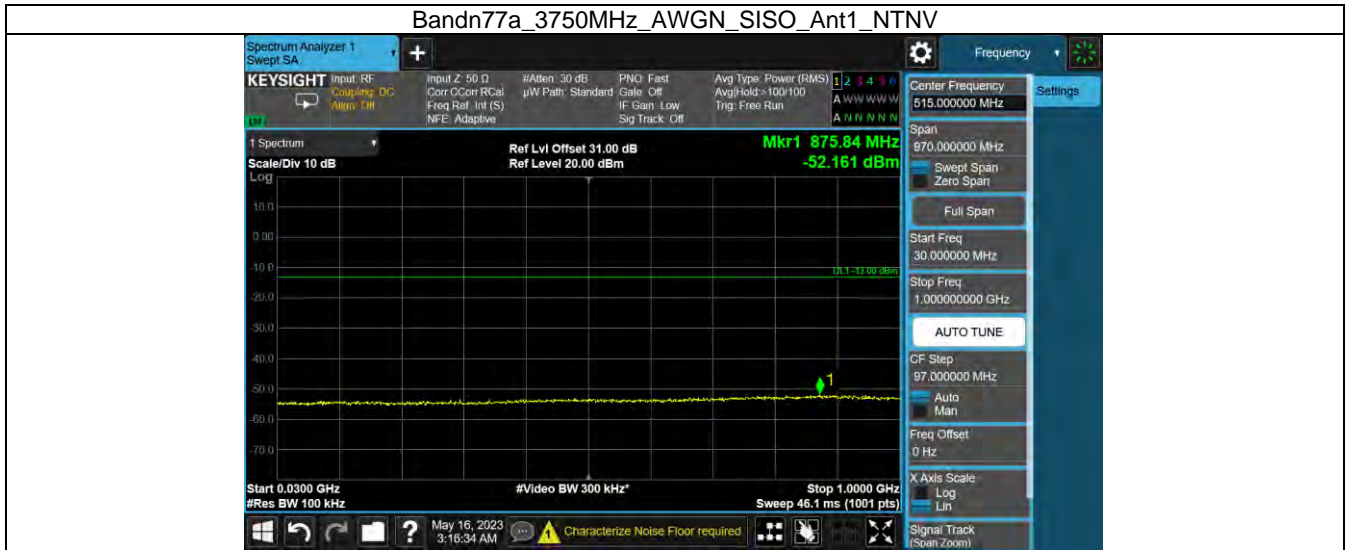 Bandn77a_3750MHz_AWGN_SISO_Ant1_NTNV
Spectrum Analyzer 1
Swept SA
+
Frequency
KEYSIGHT
Input: RF
Coupling: DC
Align: Off
Input Z: 50 Ω
Corr CCorr RCal
Freq Ref: Int (S)
NFE: Adaptive
#Atten: 30 dB
µW Path: Standard
PNO: Fast
Gate: Off
IF Gain: Low
Sig Track: Off
Avg Type: Power (RMS)
Avg|Hold:>100/100
Trig: Free Run
1 2 3 4 5 6
A W W W W W
A N N N N N
Center Frequency
515.000000 MHz
Settings
1 Spectrum
Scale/Div 10 dB
Log
Ref Lvl Offset 31.00 dB
Ref Level 20.00 dBm
Mkr1 875.84 MHz
-52.161 dBm
Span
970.000000 MHz
Swept Span
Zero Span
Full Span
Start Freq
30.000000 MHz
Stop Freq
1.000000000 GHz
AUTO TUNE
CF Step
97.000000 MHz
Auto
Man
Freq Offset
0 Hz
X Axis Scale
Log
Lin
Signal Track
(Span Zoom)
10.0
0.00
-10.0
DL1 -13.00 dBm
-20.0
-30.0
-40.0
1
-50.0
-60.0
-70.0
Start 0.0300 GHz
#Video BW 300 kHz*
Stop 1.0000 GHz
#Res BW 100 kHz
Sweep 46.1 ms (1001 pts)
?
May 16, 2023
3:16:34 AM
Characterize Noise Floor required